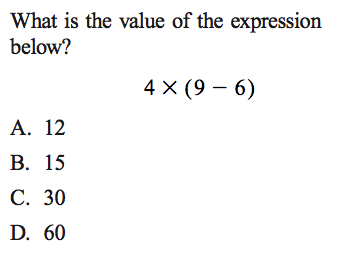 What is the value of the expression
below?
4 × (9 − 6)
A. 12
B. 15
C. 30
D. 60